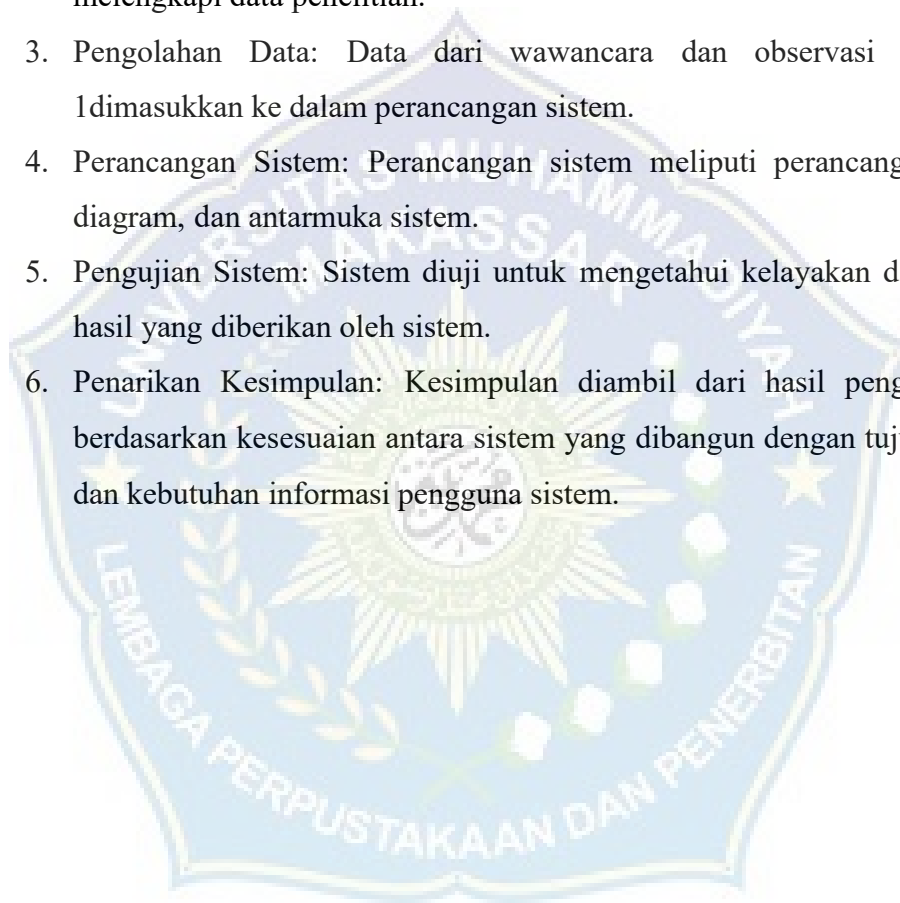 melengkapi data penelitian.
3. Pengolahan Data: Data dari wawancara dan observasi
1dimasukkan ke dalam perancangan sistem.
4. Perancangan Sistem: Perancangan sistem meliputi perancang
diagram, dan antarmuka sistem.
5. Pengujian Sistem: Sistem diuji untuk mengetahui kelayakan d
hasil yang diberikan oleh sistem.
6. Penarikan Kesimpulan: Kesimpulan diambil dari hasil peng
berdasarkan kesesuaian antara sistem yang dibangun dengan tuj
dan kebutuhan informasi pengguna sistem.
UNIVERSITAS MUHAMMADIYAH
MAKASSAR
LEMBAGA PERPUSTAKAAN DAN PENERBITAN